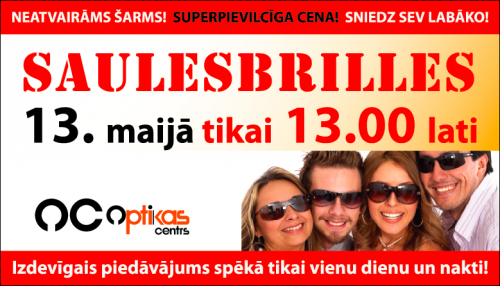 NEATVAIRĀMS ŠARMS! SUPERPIEVILCĪGA CENA! SNIEDZ SEV LABĀKO!
SAULESBRILLES
13. maijā tikai 13.00 lati
OC Optikas
centrs
Izdevīgais piedāvājums spēkā tikai vienu dienu un nakti!